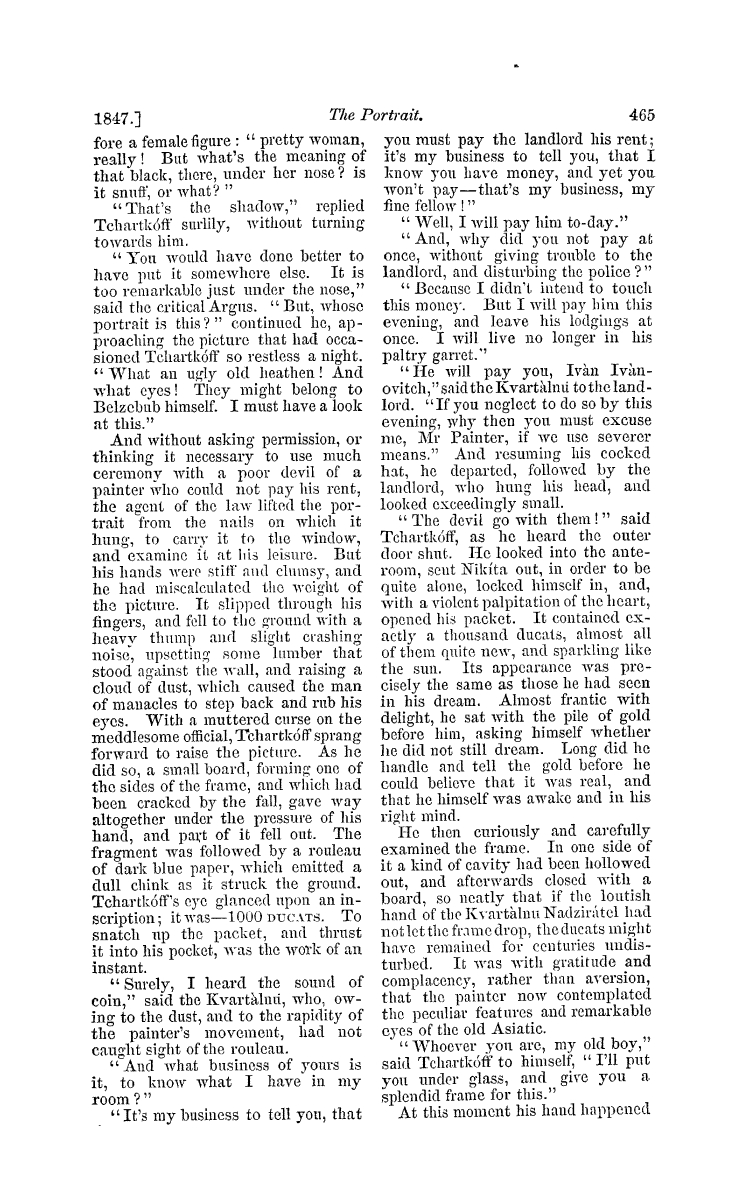 1847.] The Portrait. 465
fore a female figure : “ pretty woman,
really ! But what's the meaning of
that black, there, under her nose ? is
it snuff, or what ? ”
“ That's the shadow,” replied
Tchartkóff surlily, without turning
towards him.
“ You would have done better to
have put it somewhere else. It is
too remarkable just under the nose,”
said the critical Argus. “ But, whose
portrait is this ? ” continued he, ap-
proaching the picture that had occa-
sioned Tchartkóff so restless a night.
“ What an ugly old heathen ! And
what eyes ! They might belong to
Belzebub himself. I must have a look
at this.”
And without asking permission, or
thinking it necessary to use much
ceremony with a poor devil of a
painter who could not pay his rent,
the agent of the law lifted the por-
trait from the nails on which it
hung, to carry it to the window,
and examine it at his leisure. But
his hands were stiff and clumsy, and
he had miscalculated the weight of
the picture. It slipped through his
fingers, and fell to the ground with a
heavy thump and slight crashing
noise, upsetting some lumber that
stood against the wall, and raising a
cloud of dust, which caused the man
of manacles to step back and rub his
eyes. With a muttered curse on the
meddlesome official, Tchartkóff sprang
forward to raise the picture. As he
did so, a small board, forming one of
the sides of the frame, and which had
been cracked by the fall, gave way
altogether under the pressure of his
hand, and part of it fell out. The
fragment was followed by a rouleau
of dark blue paper, which emitted a
dull chink as it struck the ground.
Tchartkóff's eye glanced upon an in-
scription ; it was—1000 DUCATS. To
snatch up the packet, and thrust
it into his pocket, was the work of an
instant.
“ Surely, I heard the sound of
coin,” said the Kvartàlnü, who, ow-
ing to the dust, and to the rapidity of
the painter's movement, had not
caught sight of the rouleau.
“ And what business of yours is
it, to know what I have in my
room ? ”
“ It's my business to tell you, that
you must pay the landlord his rent ;
it's my business to tell you, that I
know you have money, and yet you
won't pay—that's my business, my
fine fellow ! ”
“ Well, I will pay him to-day.”
“ And, why did you not pay at
once, without giving trouble to the
landlord, and disturbing the police ? ”
“ Because I didn't intend to touch
this money. But I will pay him this
evening, and leave his lodgings at
once. I will live no longer in his
paltry garret.”
“ He will pay you, Ivàn Ivàn-
ovitch,” said the Kvartàlnü to the land-
lord. “ If you neglect to do so by this
evening, why then you must excuse
me, Mr Painter, if we use severer
means.” And resuming his cocked
hat, he departed, followed by the
landlord, who hung his head, and
looked exceedingly small.
“ The devil go with them ! ” said
Tchartkóff, as he heard the outer
door shut. He looked into the ante-
room, sent Nikíta out, in order to be
quite alone, locked himself in, and,
with a violent palpitation of the heart,
opened his packet. It contained ex-
actly a thousand ducats, almost all
of them quite new, and sparkling like
the sun. Its appearance was pre-
cisely the same as those he had seen
in his dream. Almost frantic with
delight, he sat with the pile of gold
before him, asking himself whether
he did not still dream. Long did he
handle and tell the gold before he
could believe that it was real, and
that he himself was awake and in his
right mind.
He then curiously and carefully
examined the frame. In one side of
it a kind of cavity had been hollowed
out, and afterwards closed with a
board, so neatly that if the loutish
hand of the Kvartàlnu Nadzirátel had
not let the frame drop, the ducats might
have remained for centuries undis-
turbed. It was with gratitude and
complacency, rather than aversion,
that the painter now contemplated
the peculiar features and remarkable
eyes of the old Asiatic.
“ Whoever you are, my old boy,”
said Tchartkóff to himself, “ I'll put
you under glass, and give you a
splendid frame for this.”
At this moment his hand happened